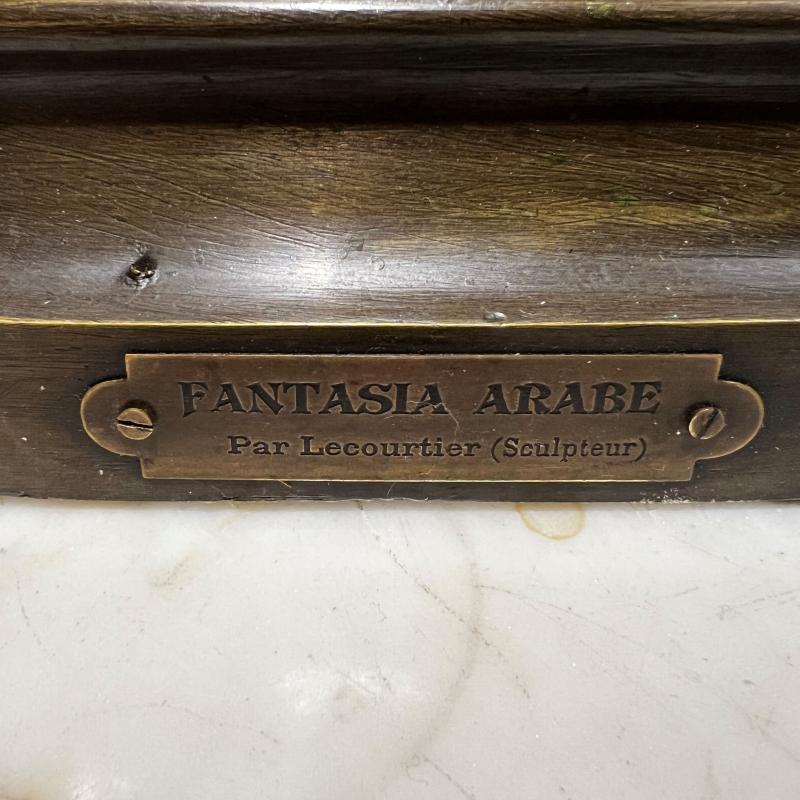 FANTASIA ARABE
Par Lecourtier (Sculpteur)